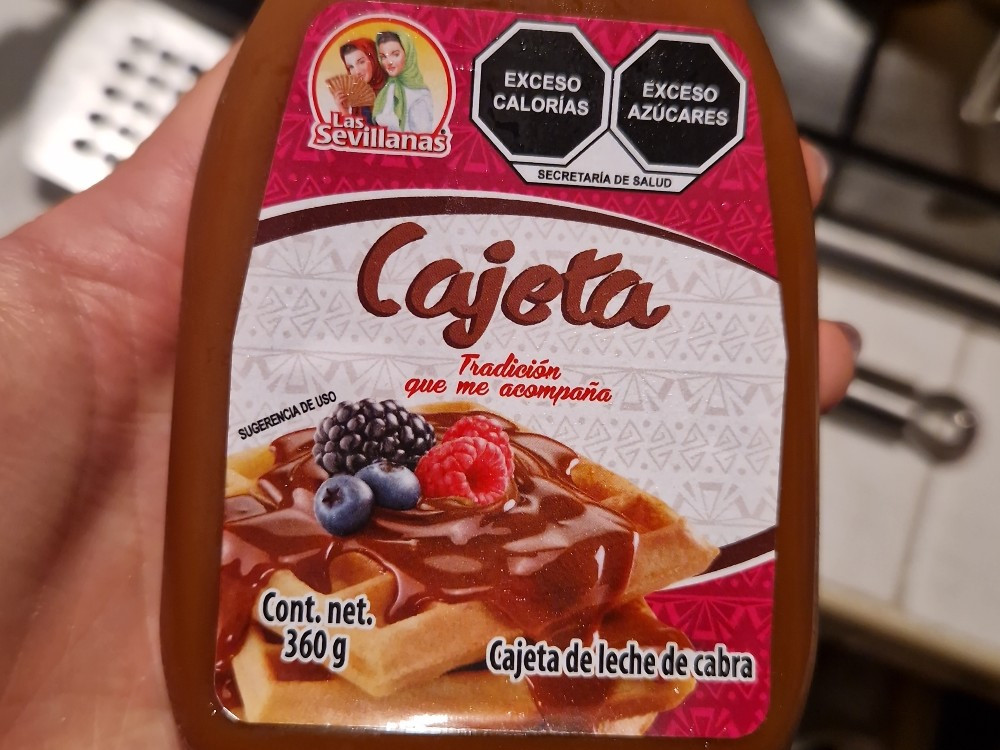 Las
Sevillanas
EXCESO
CALORÍAS
EXCESO
AZÚCARES
SECRETARÍA DE SALUD
Cajeta
Tradición
que me acompaña
SUGERENCIA DE USO
Cont. net.
360 g
Cajeta de leche de cabra